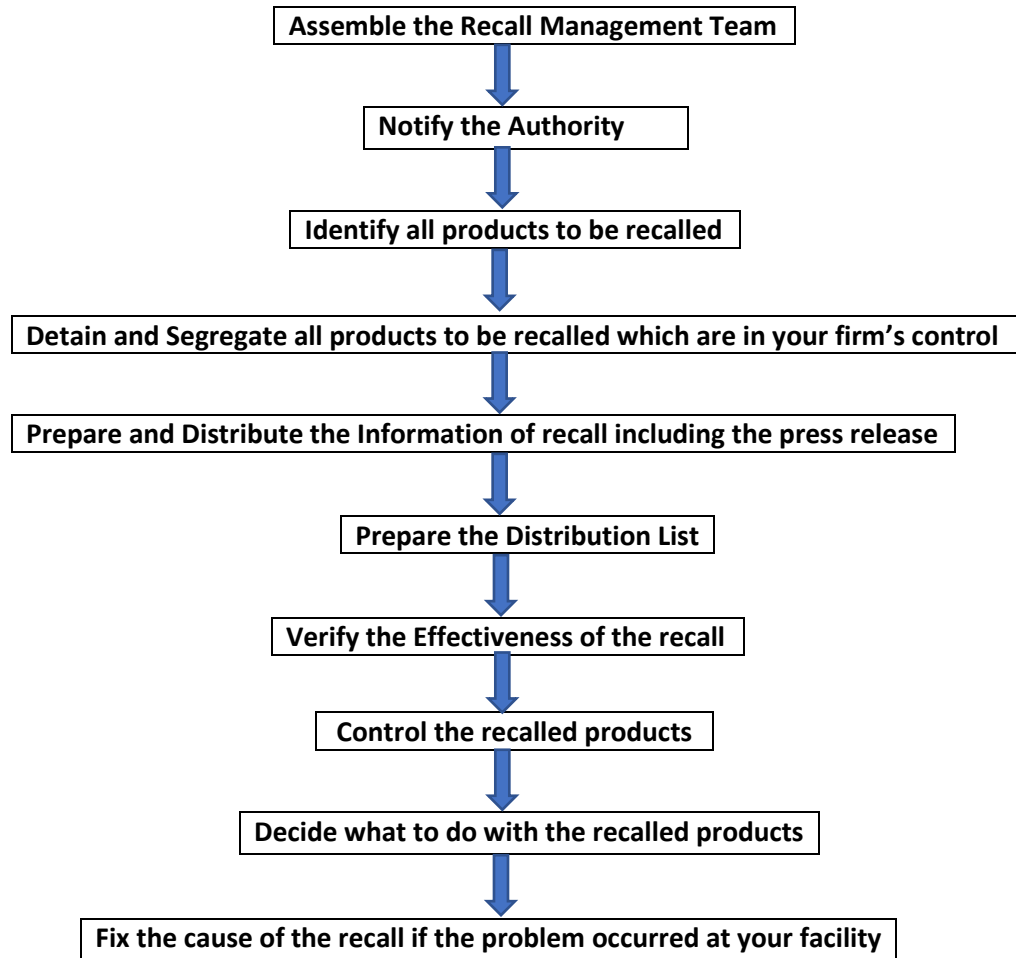 Assemble the Recall Management Team
Notify the Authority
Identify all products to be recalled
Detain and Segregate all products to be recalled which are in your firm’s control
Prepare and Distribute the Information of recall including the press release
Prepare the Distribution List
Verify the Effectiveness of the recall
Control the recalled products
Decide what to do with the recalled products
Fix the cause of the recall if the problem occurred at your facility